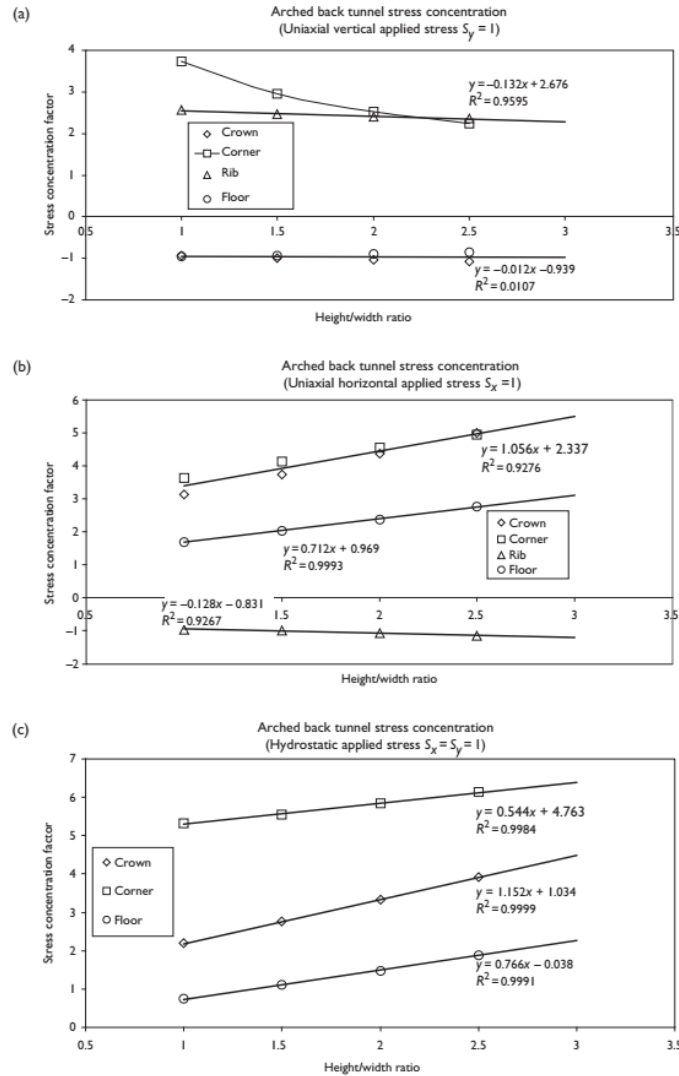 (a)
Arched back tunnel stress concentration
(Uniaxial vertical applied stress Sy = 1)
Stress concentration factor
4
3
2
1
0
−1
−2
0.5
1
1.5
2
2.5
3
3.5
y = −0.132x + 2.676
R² = 0.9595
Crown
Corner
Rib
Floor
y = −0.012x −0.939
R² = 0.0107
Height/width ratio
(b)
Arched back tunnel stress concentration
(Uniaxial horizontal applied stress Sx =1)
Stress concentration factor
6
5
4
3
2
1
0
−1
−2
0.5
1
1.5
2
2.5
3
3.5
y = 1.056x + 2.337
R² = 0.9276
y = 0.712x + 0.969
R² = 0.9993
Crown
Corner
Rib
Floor
y = −0.128x − 0.831
R² = 0.9267
Height/width ratio
(c)
Arched back tunnel stress concentration
(Hydrostatic applied stress Sx = Sy = 1)
Stress concentration factor
7
6
5
4
3
2
1
0
0.5
1
1.5
2
2.5
3
3.5
y = 0.544x + 4.763
R² = 0.9984
Crown
Corner
Floor
y = 1.152x + 1.034
R² = 0.9999
y = 0.766x − 0.038
R² = 0.9991
Height/width ratio